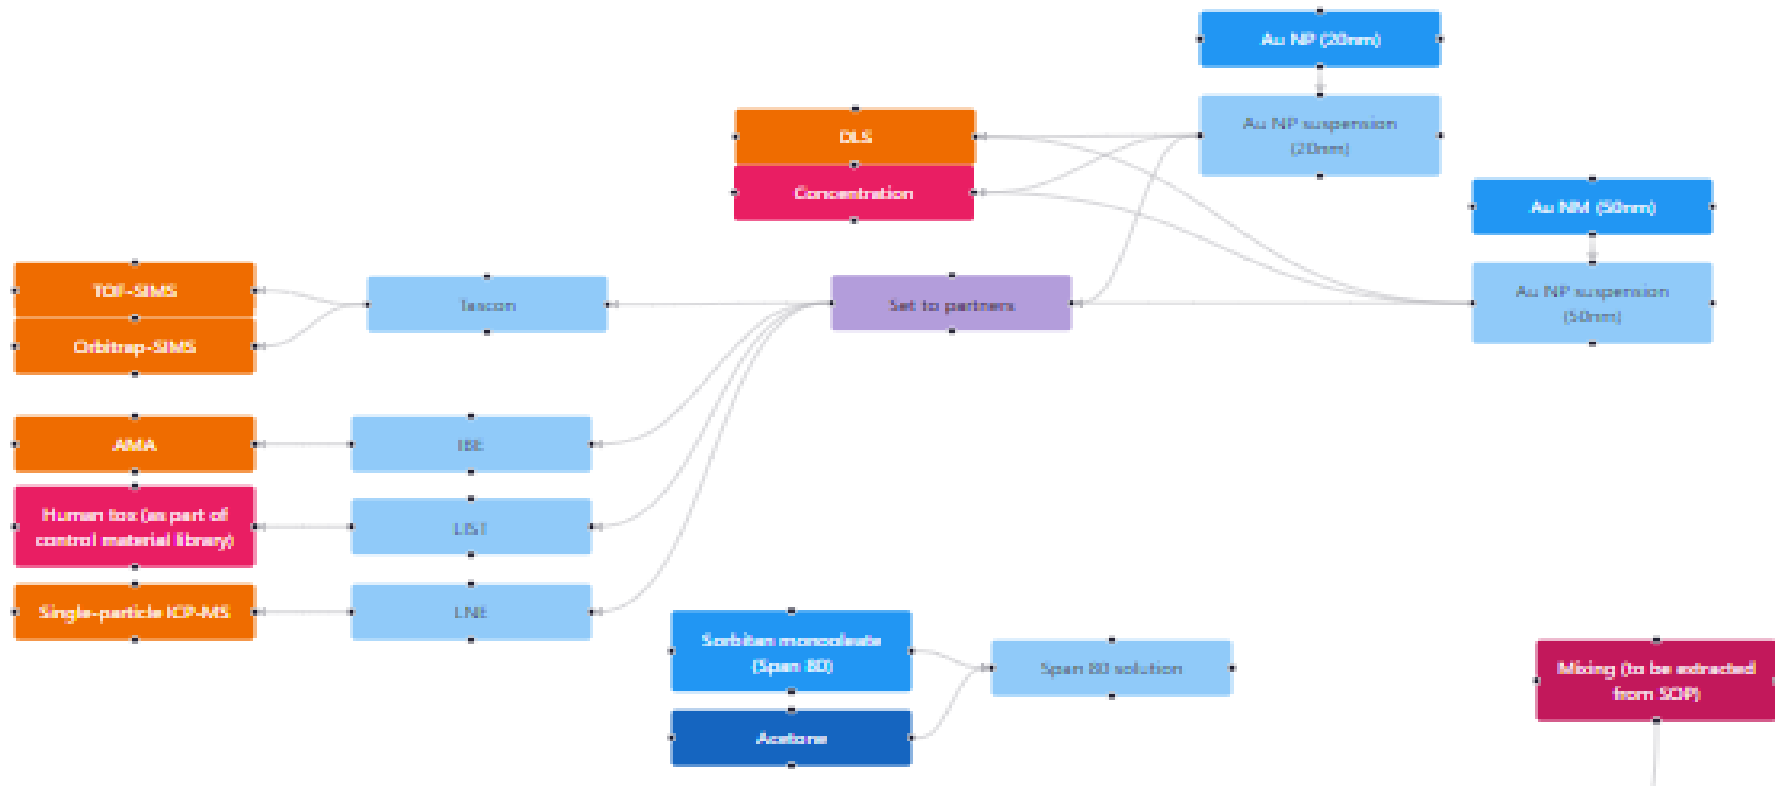 Au NP (20nm)
Au NP suspension
(20nm)
DLS
Concentration
Au NM (50nm)
Au NP suspension
(50nm)
TOF-SIMS
Orbitrap-SIMS
Tascon
Set to partners
AMA
IBE
Human tox (as part of
control material library)
LIST
Single-particle ICP-MS
LNE
Sorbitan monooleate
(Span 80)
Span 80 solution
Acetone
Mixing (to be extracted
from SOP)